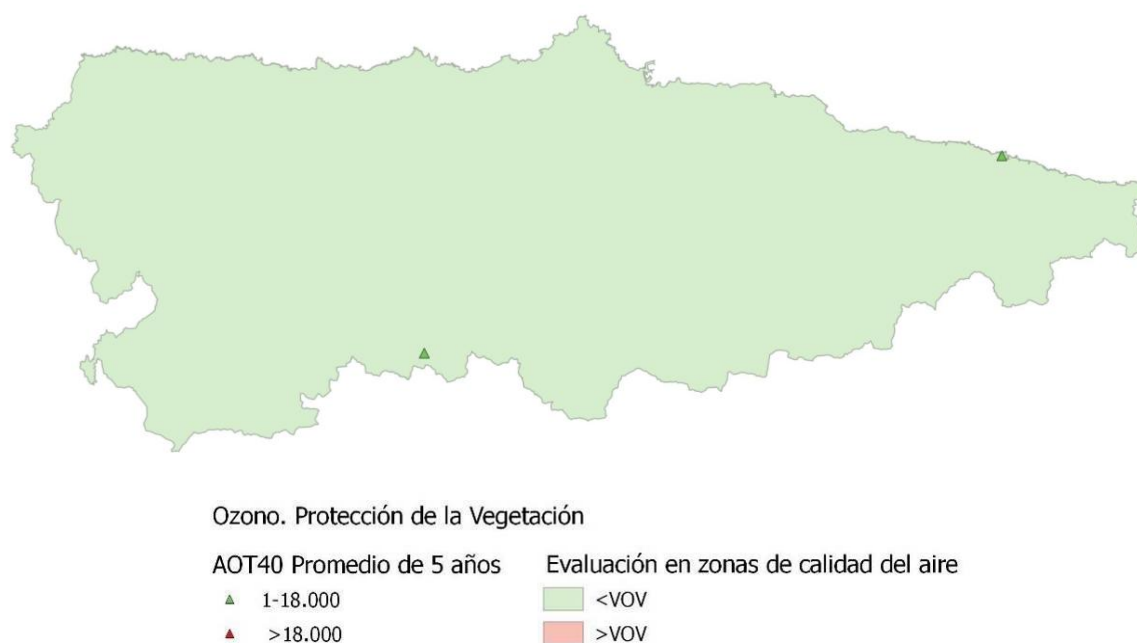 Ozono. Protección de la Vegetación
AOT40 Promedio de 5 años
1-18.000
>18.000
Evaluación en zonas de calidad del aire
<VOV
>VOV